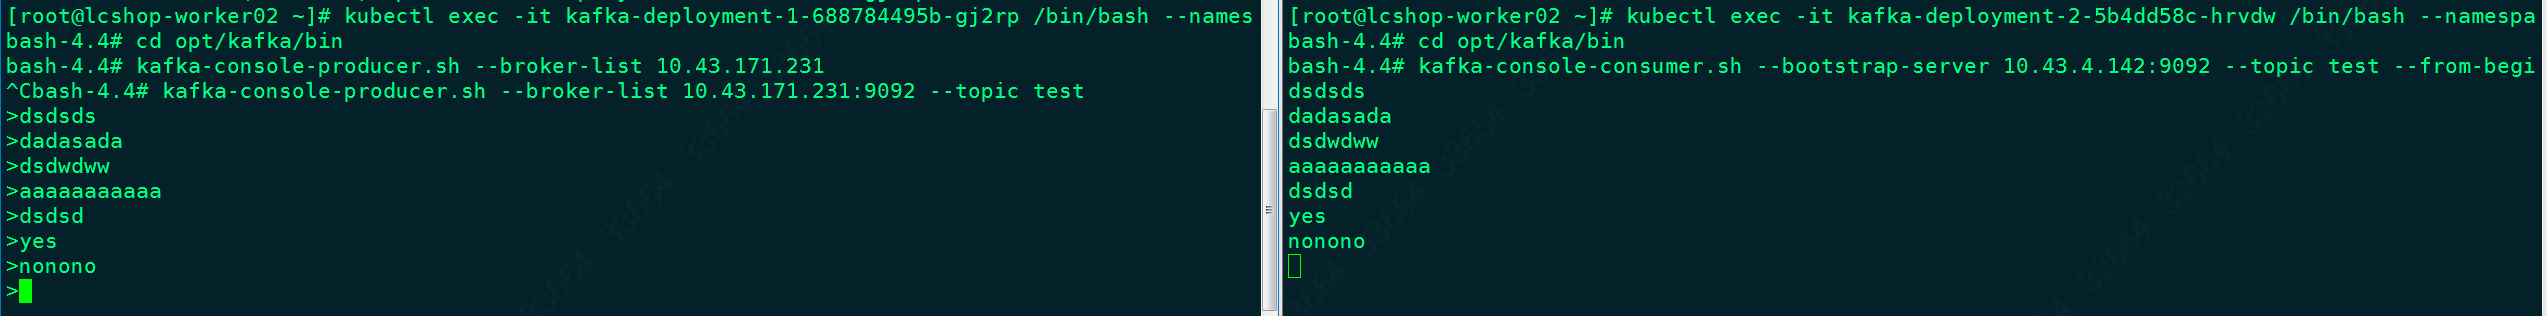 [root@lcshop-worker02 ~]# kubectl exec -it kafka-deployment-1-688784495b-gj2rp /bin/bash --names
bash-4.4# cd opt/kafka/bin
bash-4.4# kafka-console-producer.sh --broker-list 10.43.171.231
^Cbash-4.4# kafka-console-producer.sh --broker-list 10.43.171.231:9092 --topic test
>dsdsds
>dadasada
>dsdwdww
>aaaaaaaaaaa
>dsdsd
>yes
>nonono
>
[root@lcshop-worker02 ~]# kubectl exec -it kafka-deployment-2-5b4dd58c-hrvdw /bin/bash --namespa
bash-4.4# cd opt/kafka/bin
bash-4.4# kafka-console-consumer.sh --bootstrap-server 10.43.4.142:9092 --topic test --from-begi
dsdsds
dadasada
dsdwdww
aaaaaaaaaaa
dsdsd
yes
nonono